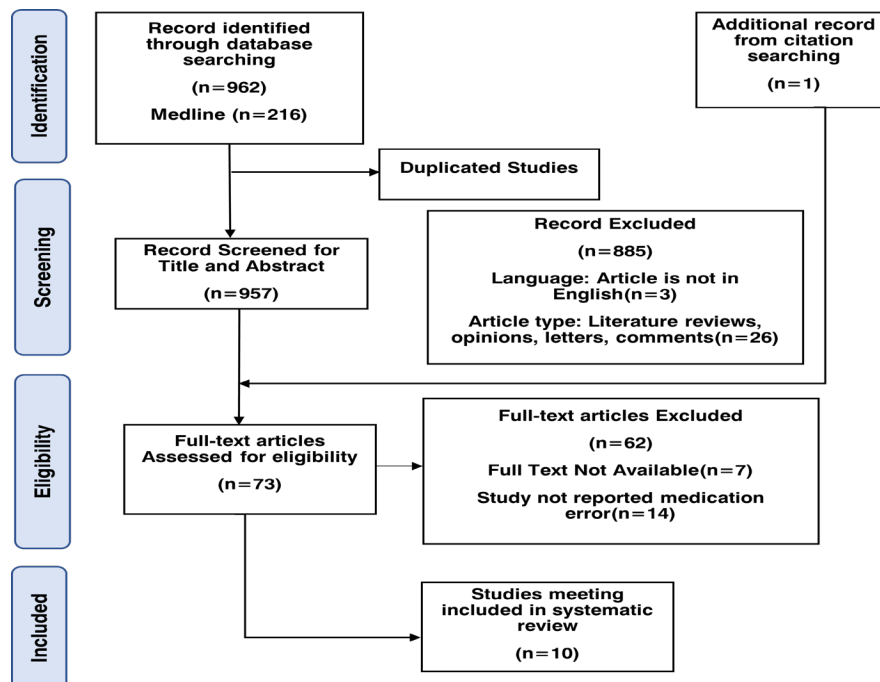 Identification
Record identified
through database
searching
(n=962)
Medline (n=216)
Additional record
from citation
searching
(n=1)
Duplicated Studies
Screening
Record Screened for
Title and Abstract
(n=957)
Record Excluded
(n=885)
Language: Article is not in
English(n=3)
Article type: Literature reviews,
opinions, letters, comments(n=26)
Eligibility
Full-text articles
Assessed for eligibility
(n=73)
Full-text articles Excluded
(n=62)
Full Text Not Available(n=7)
Study not reported medication
error(n=14)
Included
Studies meeting
included in systematic
review
(n=10)